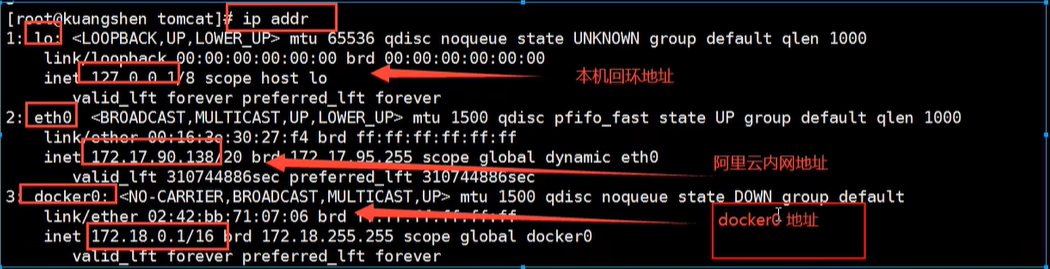 [root@kuangshen tomcat]# ip addr
1: lo: <LOOPBACK,UP,LOWER_UP> mtu 65536 qdisc noqueue state UNKNOWN group default qlen 1000
link/loopback 00:00:00:00:00:00 brd 00:00:00:00:00:00
inet 127.0.0.1/8 scope host lo
本机回环地址
valid_lft forever preferred_lft forever
2: eth0 <BROADCAST,MULTICAST,UP,LOWER_UP> mtu 1500 qdisc pfifo_fast state UP group default qlen 1000
link/ether 00:16:3e:30:27:f4 brd ff:ff:ff:ff:ff:ff
inet 172.17.90.138/20 brd 172.17.95.255 scope global dynamic eth0
阿里云内网地址
valid_lft 310744886sec preferred_lft 310744886sec
3: docker0: <NO-CARRIER,BROADCAST,MULTICAST,UP> mtu 1500 qdisc noqueue state DOWN group default
link/ether 02:42:bb:71:07:06 brd ff:ff:ff
docker0 地址
inet 172.18.0.1/16 brd 172.18.255.255 scope global docker0
valid_lft forever preferred_lft forever